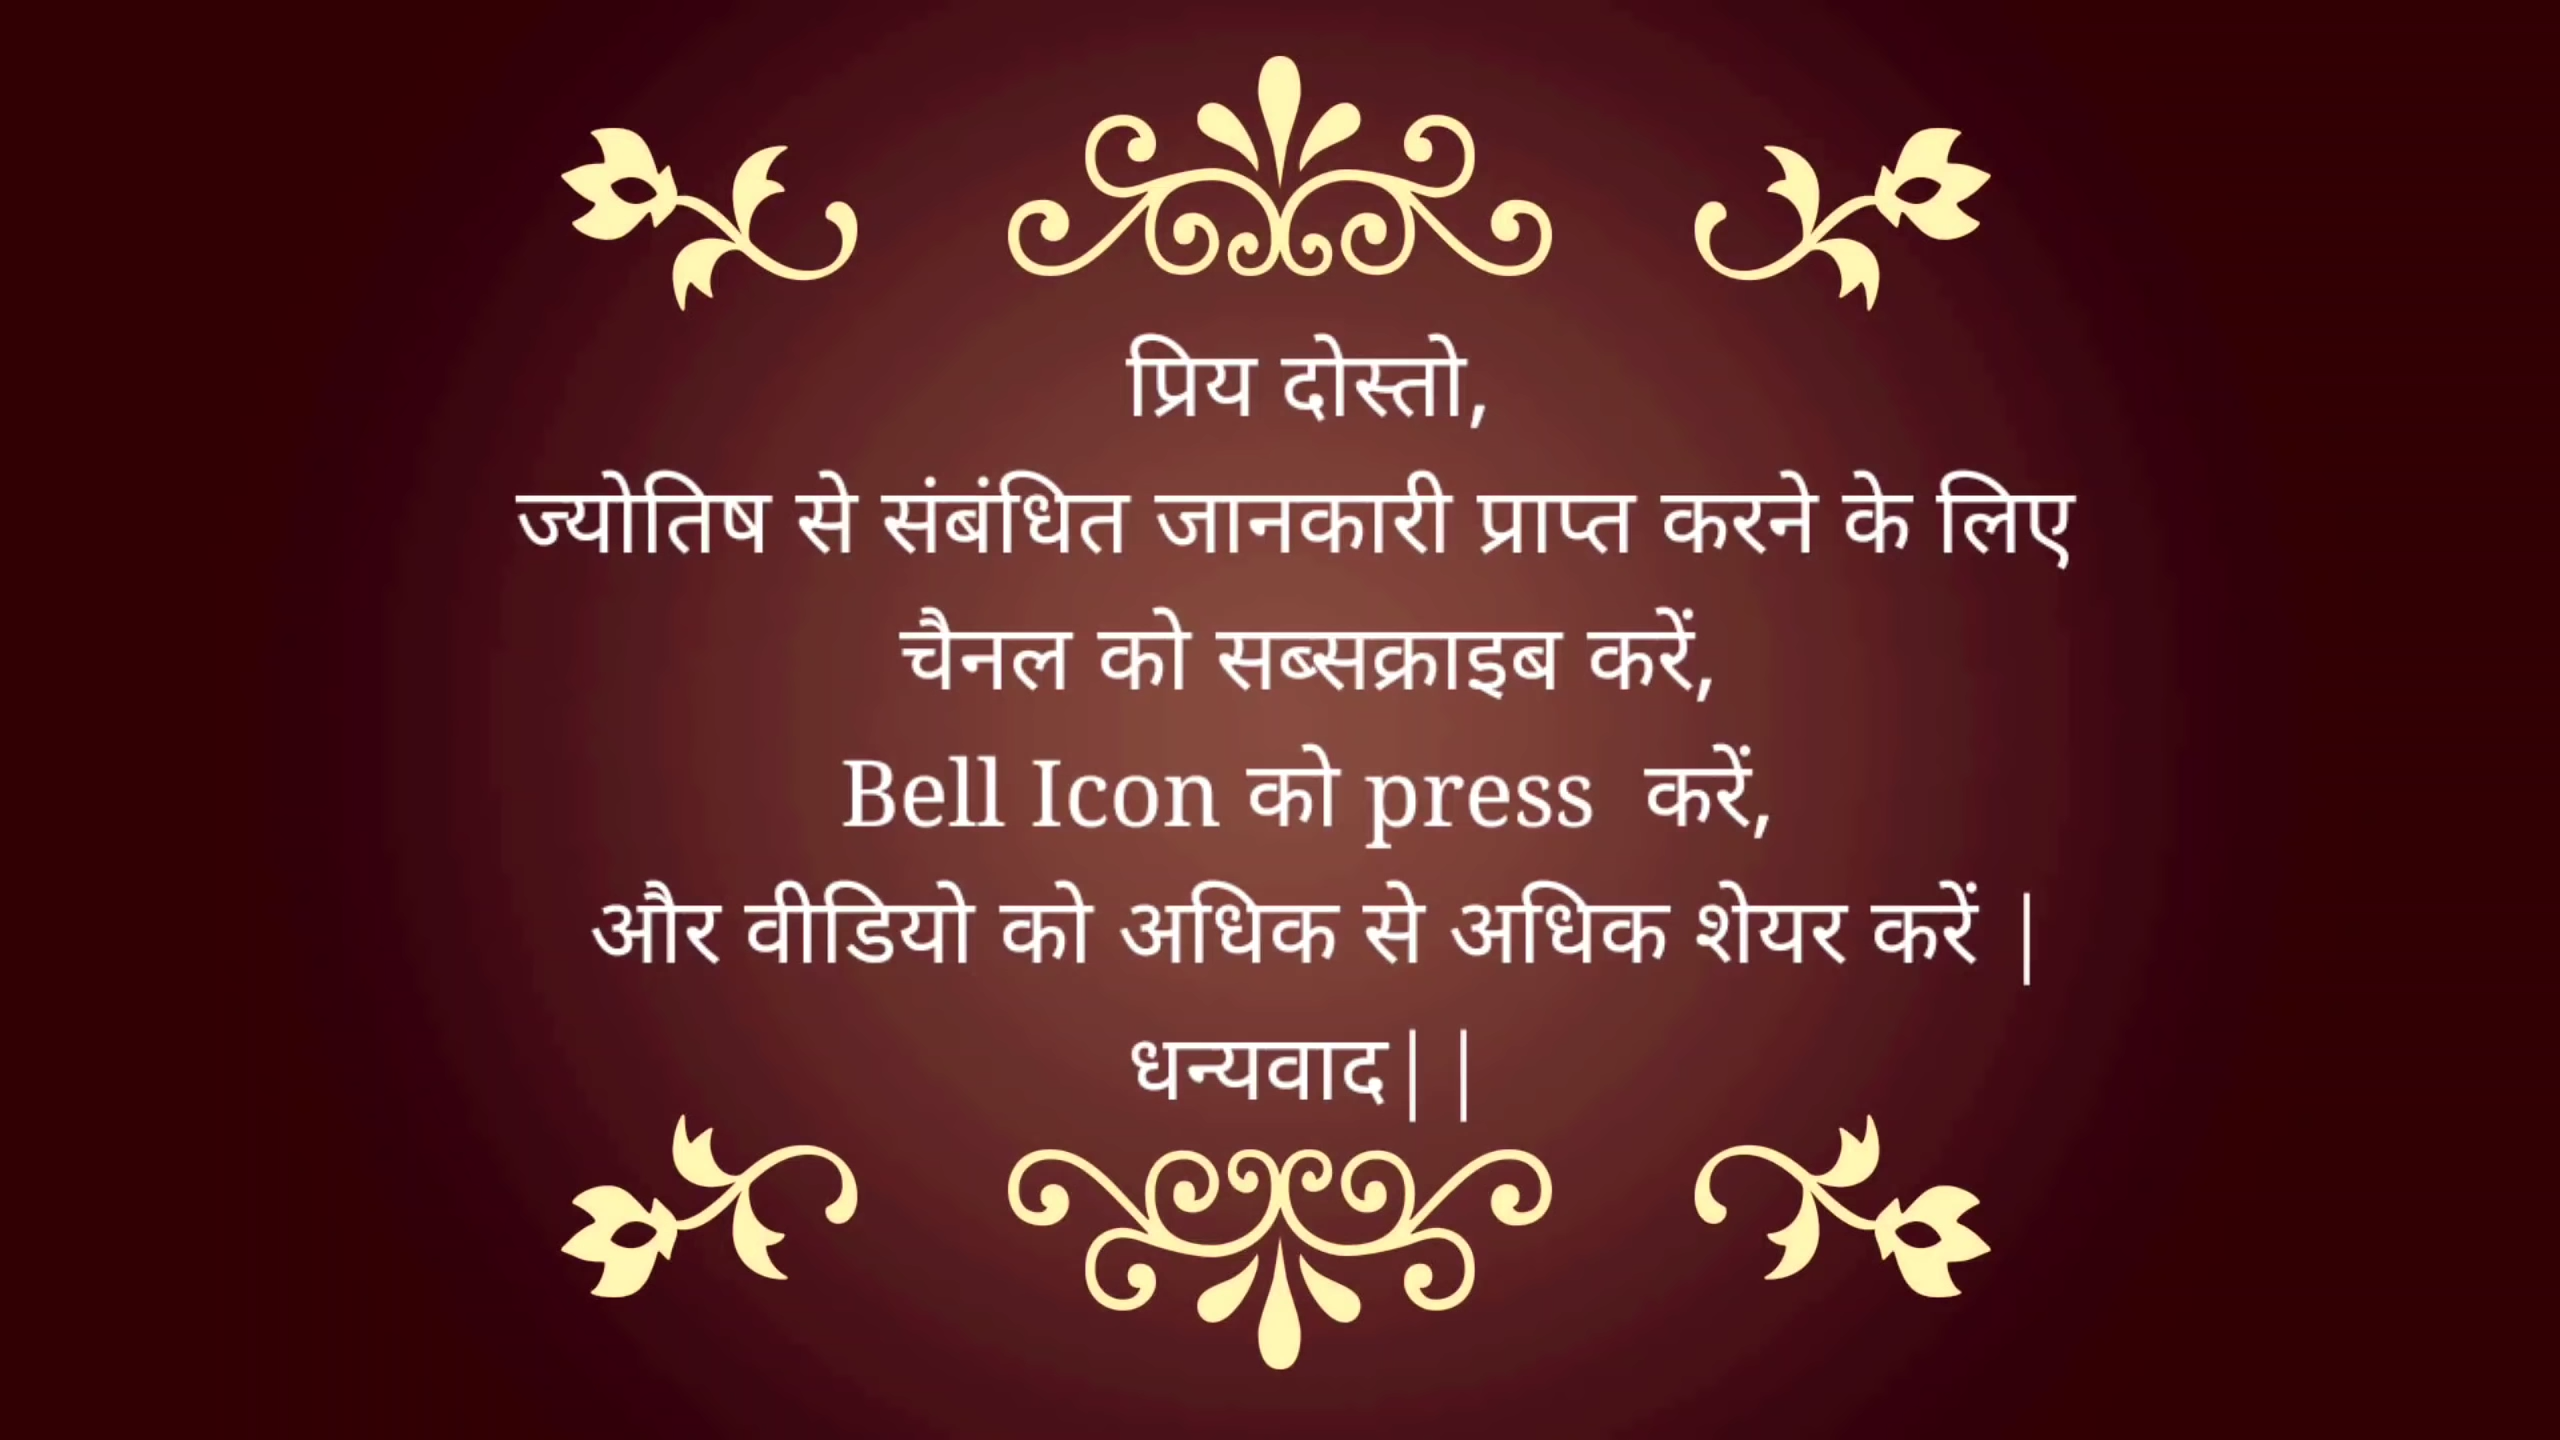 प्रिय दोस्तो,
ज्योतिष से संबंधित जानकारी प्राप्त करने के लिए
चैनल को सब्सक्राइब करें,
Bell Icon को press  करें,
और वीडियो को अधिक से अधिक शेयर करें |
धन्यवाद||